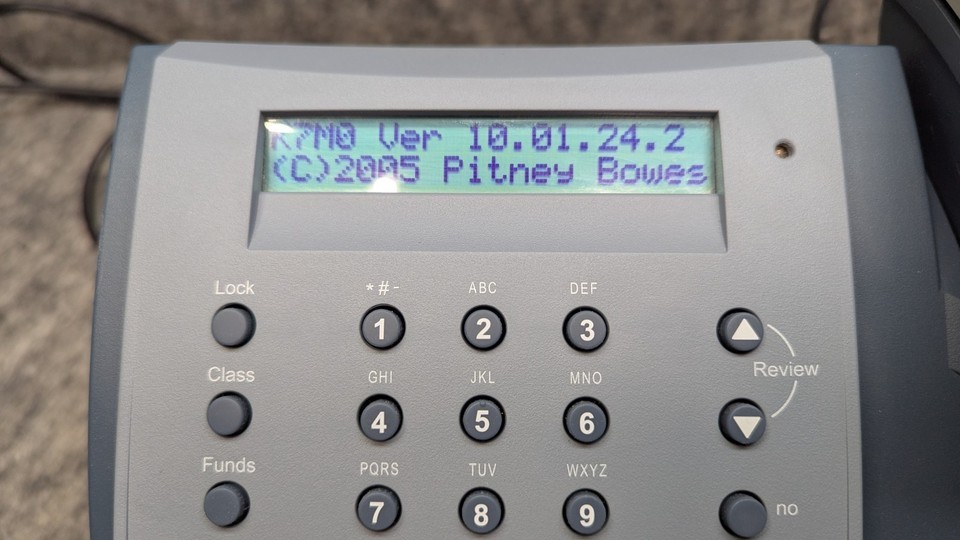 K7M0 Ver 10.01.24.2
(C)2005 Pitney Bowes
Lock
*#-
ABC
DEF
1
2
3
Class
GHI
JKL
MNO
Review
4
5
6
Funds
PQRS
TUV
WXYZ
7
8
9
no